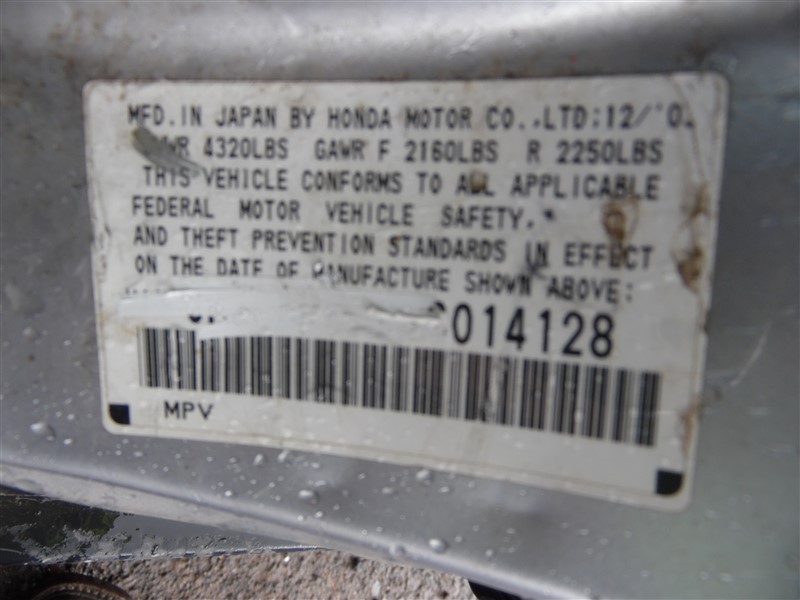 MFD. IN JAPAN BY HONDA MOTOR CO., LTD; 12/
4320LBS GAWR F 2160LBS R 2250LBS
THIS VEHICLE CONFORMS TO ALL APPLICABLE
FEDERAL MOTOR VEHICLE SAFETY,*
AND THEFT PREVENTION STANDARDS IN EFFECT
ON THE DATE OF MANUFACTURE SHOWN ABOVE:
014128
MPV